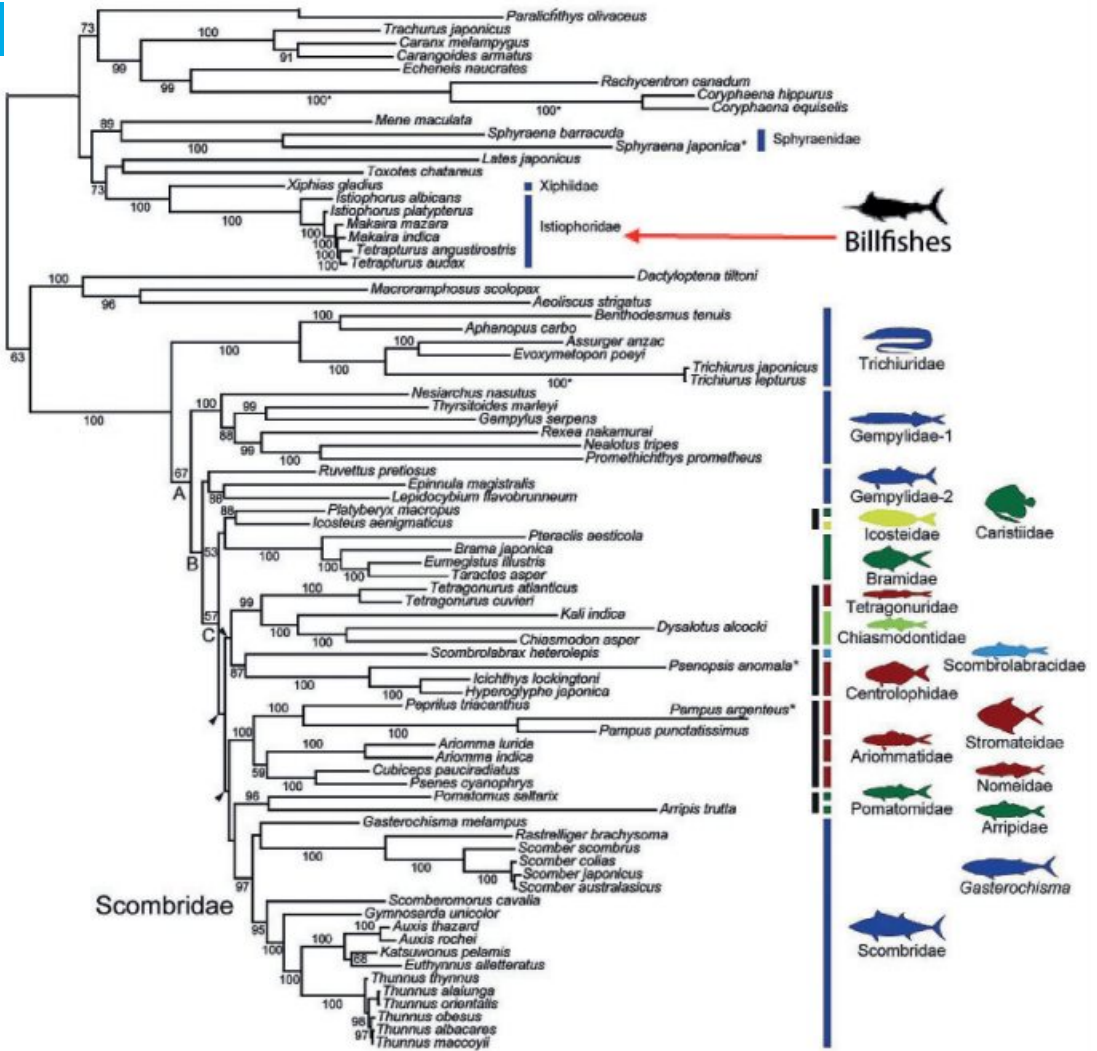 Paralichthys olivaceus
73
Trachurus japonicus
100
Caranx melampygus
91
Carangoides armatus
99
Echeneis naucrates
99
Rachycentron canadum
100*
Coryphaena hippurus
100*
Coryphaena equiselis
Mene maculata
89
Sphyraena barracuda
100
Sphyraena japonica*
Sphyraenidae
Lates japonicus
73
Toxotes chatareus
Xiphias gladius
Xiphiidae
100
Istiophorus albicans
100
Istiophorus platypterus
100
Makaira mazara
Istiophoridae
100
Makaira indica
Billfishes
100
Tetrapturus angustirostris
100
Tetrapturus audax
100
Dactyloptena tiltoni
96
Macroramphosus scolopax
Aeoliscus strigatus
63
100
Benthodesmus tenuis
Aphanopus carbo
100
100
Assurger anzac
Evoxymetopon poeyi
100
Trichiuridae
100*
Trichiurus japonicus
Trichiurus lepturus
100
Nesiarchus nasutus
100
99
Thyrsitoides marleyi
Gempylus serpens
88
Rexea nakamurai
Gempylidae-1
99
Nealotus tripes
100
Promethichthys prometheus
67
A
Ruvettus pretiosus
Epinnula magistralis
88
Lepidocybium flavobrunneum
Gempylidae-2
88
Platyberyx macropus
Icosteus aenigmaticus
Icosteidae
Caristiidae
53
B
100
Pteraclis aesticola
Brama japonica
100
Eumegistus illustris
100
Taractes asper
Bramidae
57
C
100
Tetragonurus atlanticus
99
Tetragonurus cuvieri
Tetragonuridae
Kali indica
100
Dysalotus alcocki
100
Chiasmodon asper
Chiasmodontidae
Scombrolabrax heterolepis
Scombrolabracidae
87
Psenopsis anomala*
100
Icichthys lockingtoni
100
Hyperoglyphe japonica
Centrolophidae
Peprilus triacanthus
100
Pampus argenteus*
100
Pampus punctatissimus
100
Stromateidae
100
Ariomma lurida
Ariomma indica
Ariommatidae
59
Cubiceps pauciradiatus
100
Psenes cyanophrys
Nomeidae
96
Pomatomus saltarix
Arripis trutta
Pomatomidae
Arripidae
Gasterochisma melampus
Rastrelliger brachysoma
100
Scomber scombrus
100
Scomber colias
100
Scomber japonicus
Scomber australasicus
Gasterochisma
97
Scombridae
Scomberomorus cavalla
95
Gymnosarda unicolor
100
100
Auxis thazard
100
Auxis rochei
Katsuwonus pelamis
88
Euthynnus alletteratus
Scombridae
100
Thunnus thynnus
100
Thunnus alalunga
Thunnus orientalis
98
Thunnus obesus
97
Thunnus albacares
Thunnus maccoyii